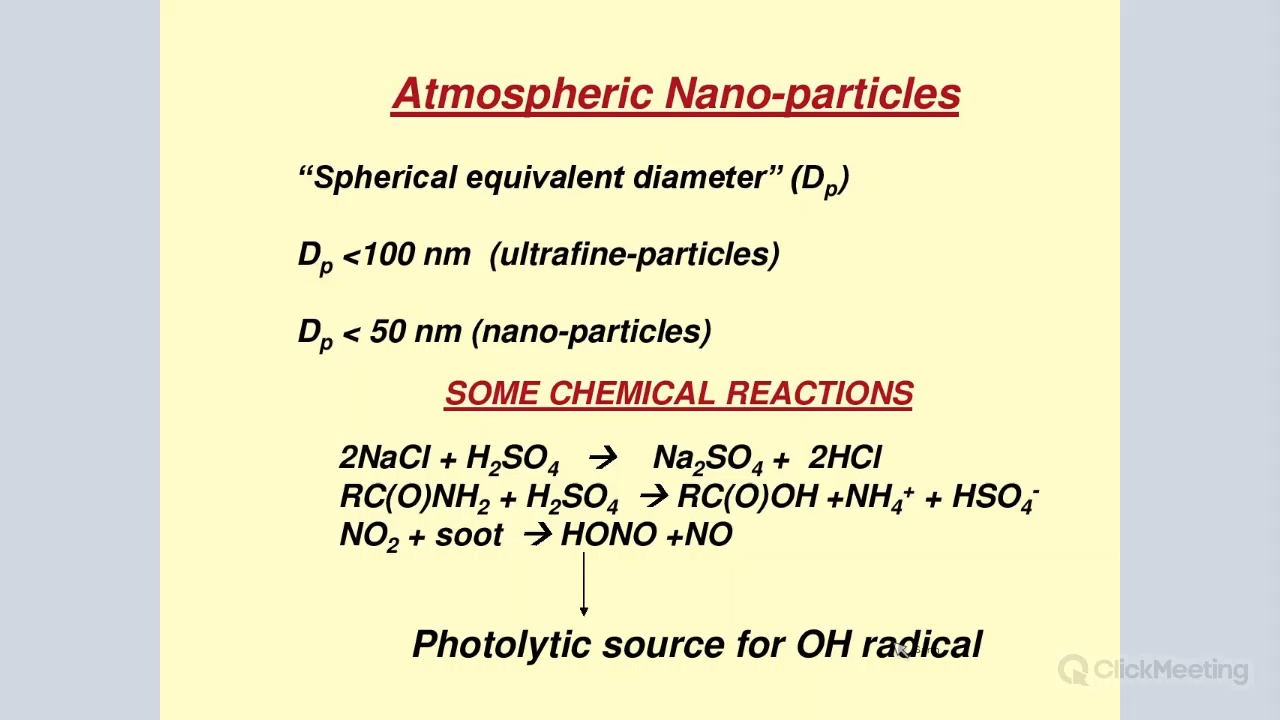 Atmospheric Nano-particles
“Spherical equivalent diameter” (Dₚ)
Dₚ <100 nm (ultrafine-particles)
Dₚ < 50 nm (nano-particles)
SOME CHEMICAL REACTIONS
2NaCl + H₂SO₄ → Na₂SO₄ + 2HCl
RC(O)NH₂ + H₂SO₄ → RC(O)OH +NH₄⁺ + HSO₄⁻
NO₂ + soot → HONO +NO
Photolytic source for OH radical
ClickMeeting